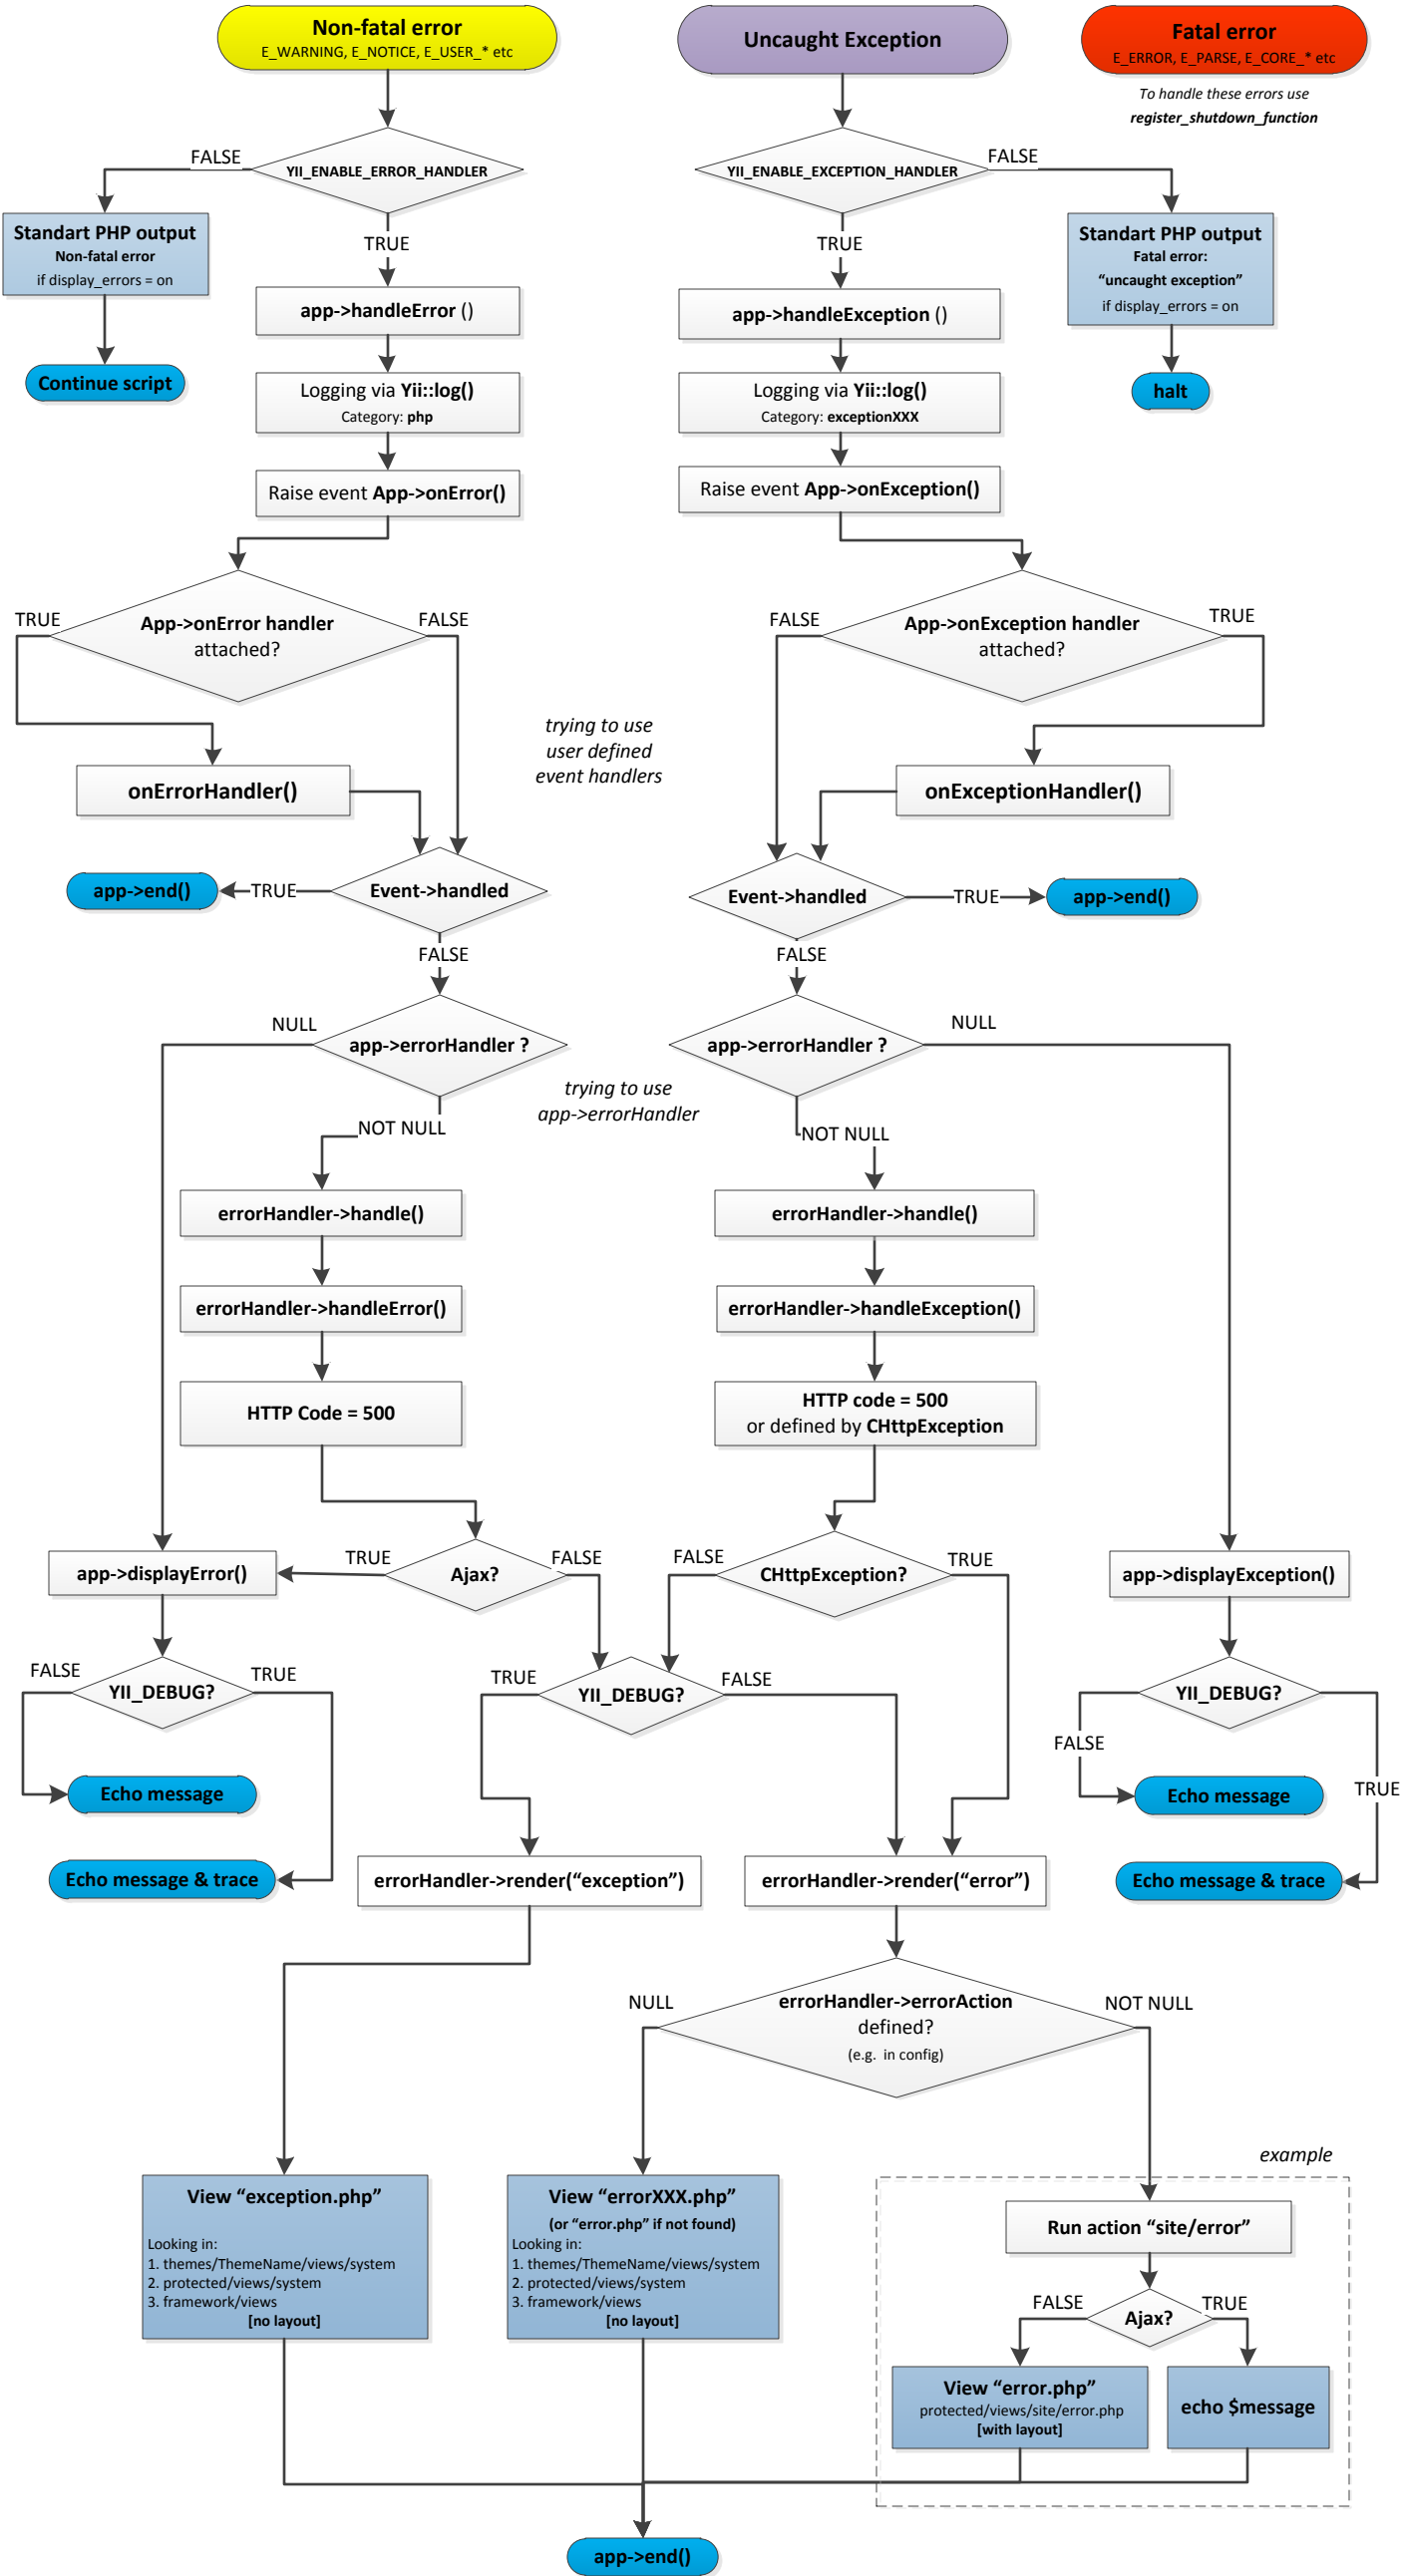 Non-fatal error
E_WARNING, E_NOTICE, E_USER_* etc
Uncaught Exception
Fatal error
E_ERROR, E_PARSE, E_CORE_* etc
To handle these errors use
register_shutdown_function
FALSE
YII_ENABLE_ERROR_HANDLER
YII_ENABLE_EXCEPTION_HANDLER
FALSE
Standart PHP output
Non-fatal error
if display_errors = on
TRUE
TRUE
Standart PHP output
Fatal error:
“uncaught exception”
if display_errors = on
app->handleError ()
app->handleException ()
Continue script
Logging via Yii::log()
Category: php
Logging via Yii::log()
Category: exceptionXXX
halt
Raise event App->onError()
Raise event App->onException()
TRUE
App->onError handler
attached?
FALSE
FALSE
App->onException handler
attached?
TRUE
trying to use
user defined
event handlers
onErrorHandler()
onExceptionHandler()
app->end()
TRUE
Event->handled
Event->handled
TRUE
app->end()
FALSE
FALSE
NULL
app->errorHandler ?
app->errorHandler ?
NULL
trying to use
app->errorHandler
NOT NULL
NOT NULL
errorHandler->handle()
errorHandler->handle()
errorHandler->handleError()
errorHandler->handleException()
HTTP Code = 500
HTTP code = 500
or defined by CHttpException
app->displayError()
TRUE
Ajax?
FALSE
FALSE
CHttpException?
TRUE
app->displayException()
FALSE
YII_DEBUG?
TRUE
TRUE
YII_DEBUG?
FALSE
YII_DEBUG?
FALSE
TRUE
Echo message
Echo message
Echo message & trace
errorHandler->render(“exception”)
errorHandler->render(“error”)
Echo message & trace
NULL
errorHandler->errorAction
defined?
(e.g.  in config)
NOT NULL
example
View “exception.php”
Looking in:
1. themes/ThemeName/views/system
2. protected/views/system
3. framework/views
[no layout]
View “errorXXX.php”
(or “error.php” if not found)
Looking in:
1. themes/ThemeName/views/system
2. protected/views/system
3. framework/views
[no layout]
Run action “site/error”
FALSE
Ajax?
TRUE
View “error.php”
protected/views/site/error.php
[with layout]
echo $message
app->end()